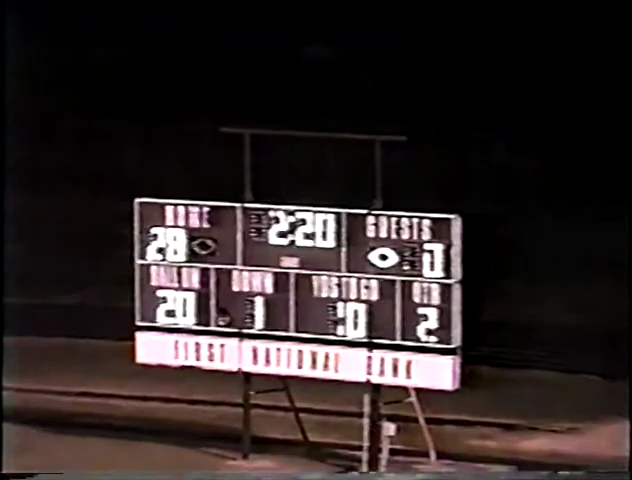 HOME 2:20 GUESTS
28 0
BALL ON DOWN YDS TO GO QTR
20 1 10 2
FIRST NATIONAL BANK